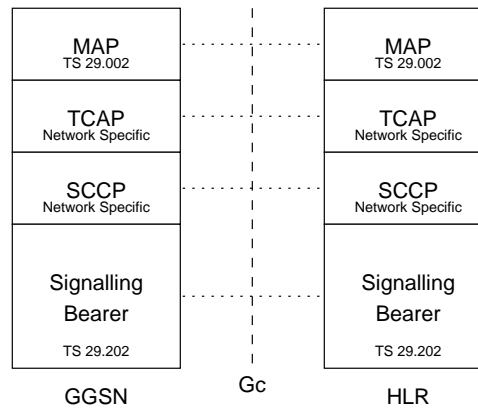 MAP
TS 29.002
TCAP
Network Specific
SCCP
Network Specific
Signalling
Bearer
TS 29.202
GGSN
Gc
MAP
TS 29.002
TCAP
Network Specific
SCCP
Network Specific
Signalling
Bearer
TS 29.202
HLR